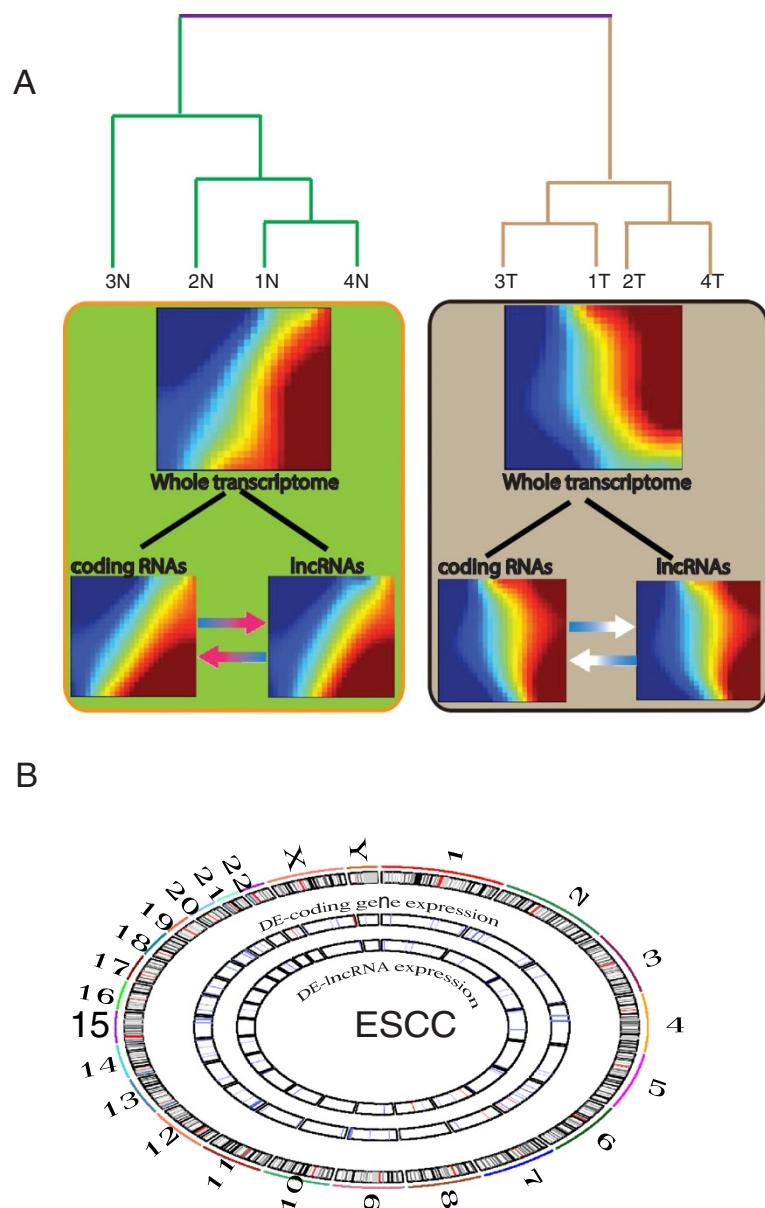 A
3N 2N 1N 4N 3T 1T 2T 4T
Whole transcriptome Whole transcriptome
coding RNAs lncRNAs coding RNAs lncRNAs
B
X Y 1 2 3 4 5 6 7 8 9 10 11 12 13 14 15 16 17 18 19 20 21 22
DE-coding gene expression
DE-lncRNA expression
ESCC